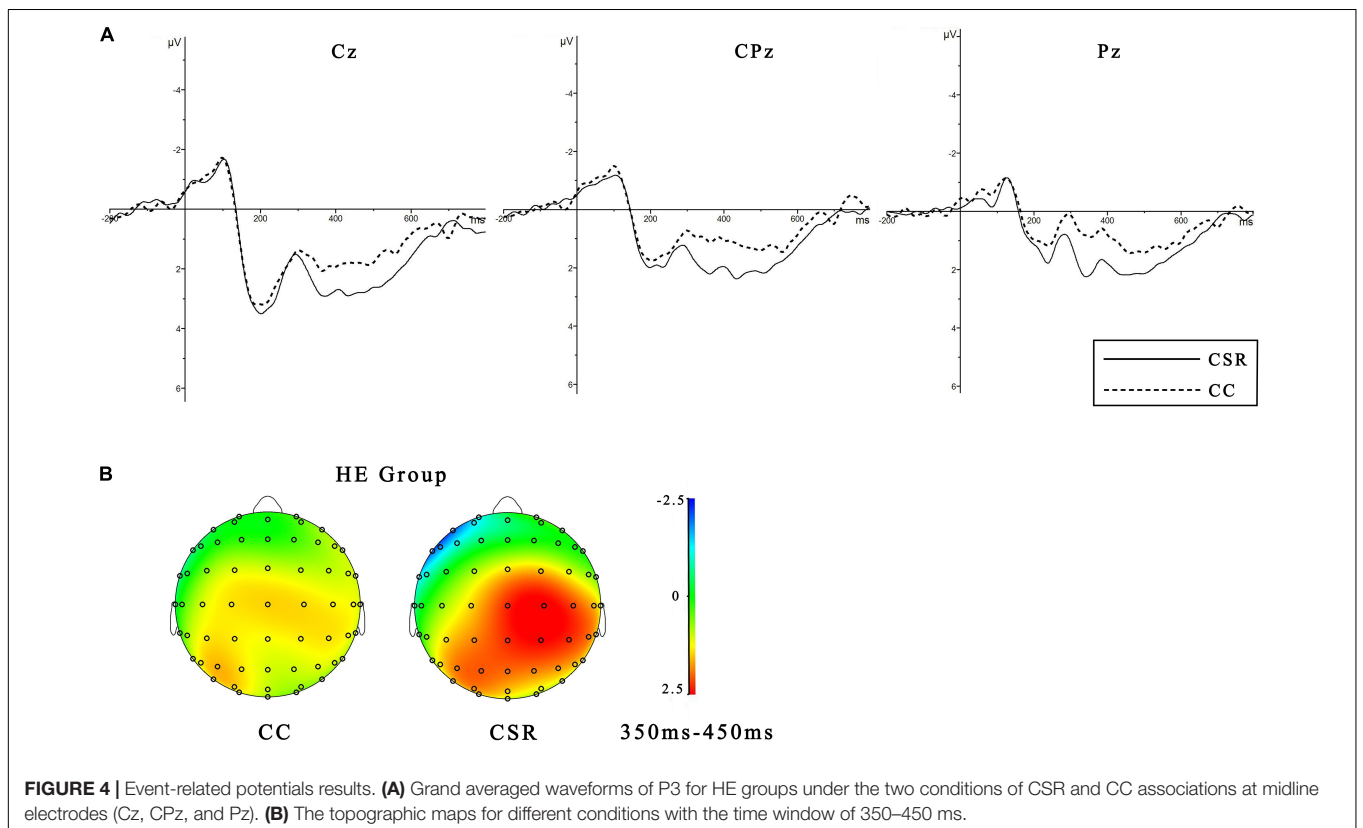 A
µV
Cz
µV
CPz
µV
Pz
-4
-4
-4
-2
-2
-2
-200
200
400
600
ms
-200
200
400
600
ms
-200
200
400
600
ms
2
2
2
4
4
4
6
6
6
CSR
CC
B
HE Group
-2.5
0
2.5
CC
CSR
350ms-450ms
FIGURE 4 | Event-related potentials results. (A) Grand averaged waveforms of P3 for HE groups under the two conditions of CSR and CC associations at midline
electrodes (Cz, CPz, and Pz). (B) The topographic maps for different conditions with the time window of 350–450 ms.